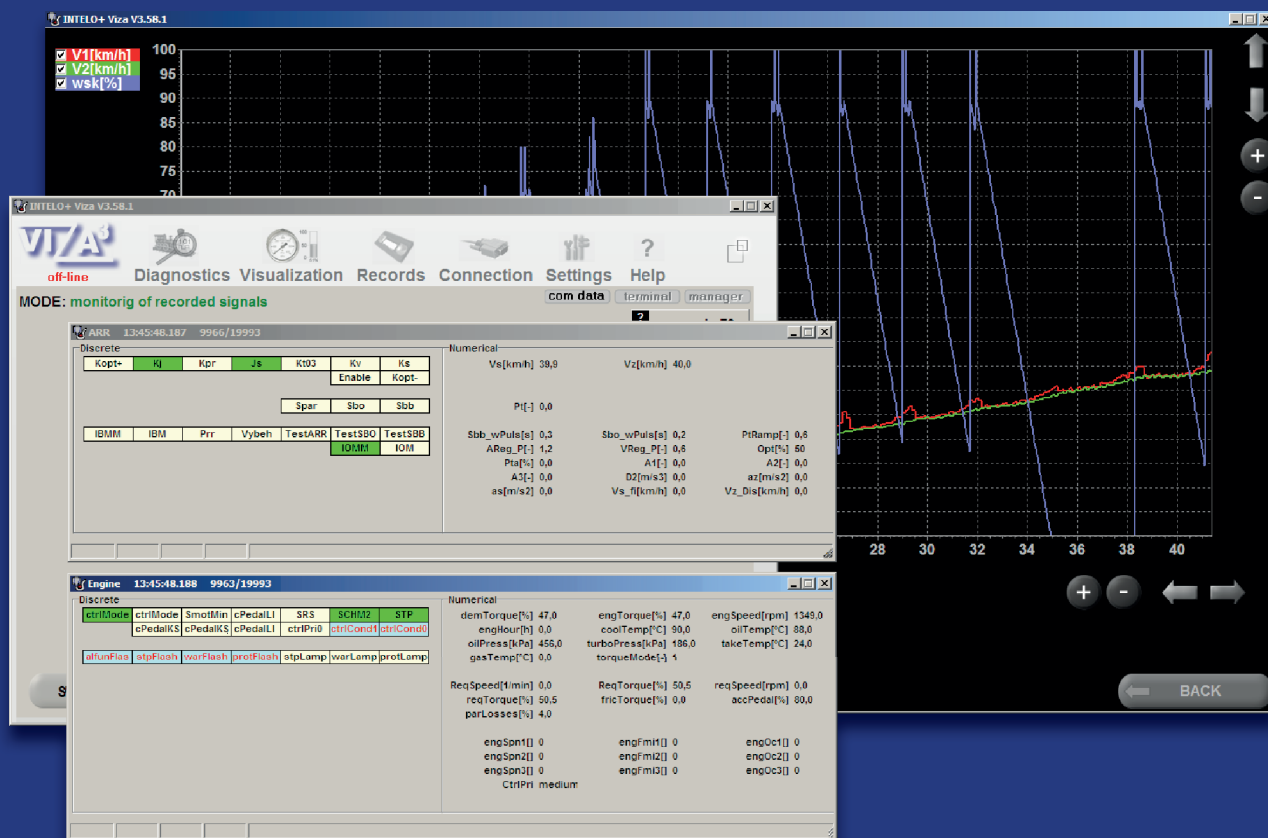 INTELO+ Viza V3.58.1
V1[km/h]
V2[km/h]
wsk[%]
100
95
90
85
80
75
70
28 30 32 34 36 38 40
BACK
INTELO+ Viza V3.58.1
VIZA³
off-line
Diagnostics Visualization Records Connection Settings Help
MODE: monitorig of recorded signals
com data terminal manager
ARR 13:45:48.187 9966/19993
Discrete
Kopt+ Kj Kpr Js Kt03 Kv Ks
Enable Kopt-
Spar Sbo Sbb
IBMM IBM Prr Vybeh TestARR TestSBO TestSBB
IOMM IOM
Numerical
Vs[km/h] 39,9 Vz[km/h] 40,0
Pt[-] 0,0
Sbb_wPuls[s] 0,3 Sbo_wPuls[s] 0,2 PtRamp[-] 0,6
AReg_P[-] 1,2 VReg_P[-] 0,6 Opt[%] 50
Pta[%] 0,0 A1[-] 0,0 A2[-] 0,0
A3[-] 0,0 D2[m/s3] 0,0 az[m/s2] 0,0
as[m/s2] 0,0 Vs_fi[km/h] 0,0 Vz_Dis[km/h] 0,0
Engine 13:45:48.188 9963/19993
Discrete
ctrlMode ctrlMode SmotMin cPedalLI SRS SCHM2 STP
cPedalKS cPedalKS cPedalLI ctrlPri0 ctrlCond1 ctrlCond0
alfunFlas stpFlash warFlash protFlash stpLamp warLamp protLamp
Numerical
demTorque[%] 47,0 engTorque[%] 47,0 engSpeed[rpm] 1349,0
engHour[h] 0,0 coolTemp[°C] 90,0 oilTemp[°C] 88,0
oilPress[kPa] 456,0 turboPress[kPa] 186,0 takeTemp[°C] 24,0
gasTemp[°C] 0,0 torqueMode[-] 1
ReqSpeed[1/min] 0,0 ReqTorque[%] 50,5 reqSpeed[rpm] 0,0
reqTorque[%] 50,5 fricTorque[%] 0,0 accPedal[%] 80,0
parLosses[%] 4,0
engSpn1[] 0 engFmi1[] 0 engOc1[] 0
engSpn2[] 0 engFmi2[] 0 engOc2[] 0
engSpn3[] 0 engFmi3[] 0 engOc3[] 0
CtrlPri medium